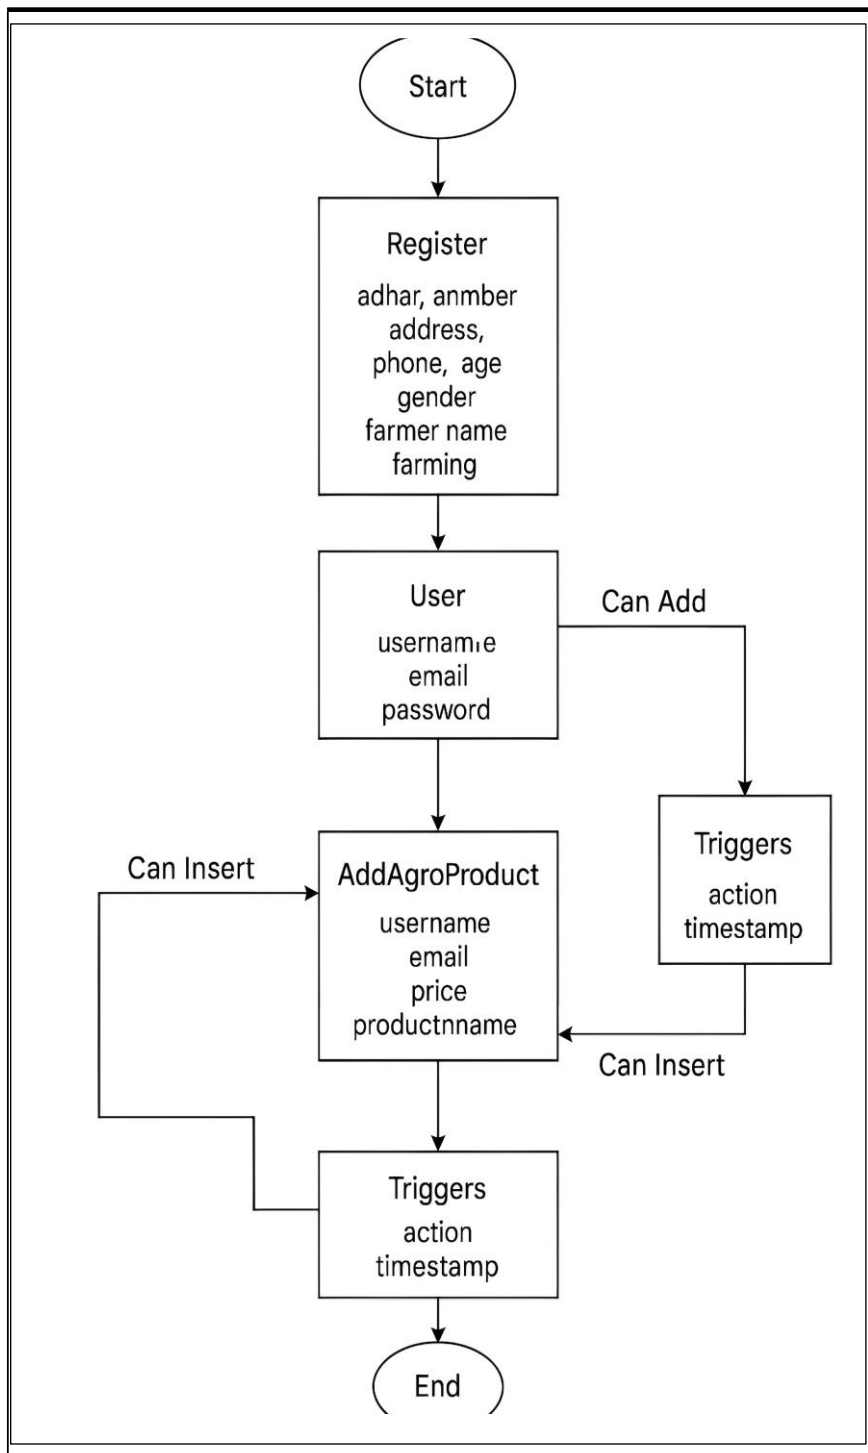 Start
Register
adhar, anmber
address,
phone, age
gender
farmer name
farming
User
username
email
password
Can Add
Triggers
action
timestamp
Can Insert
AddAgroProduct
username
email
price
productnname
Can Insert
Triggers
action
timestamp
End